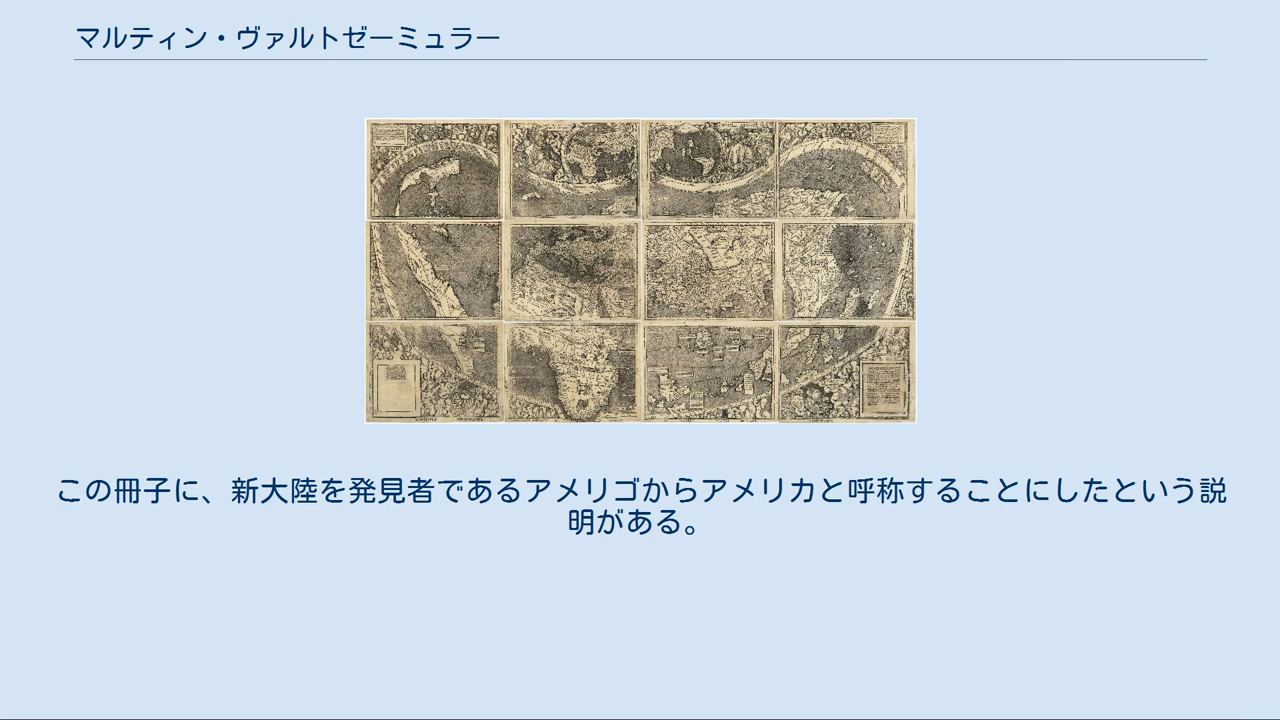 マルティン・ヴァルトゼーミュラー
この冊子に、新大陸を発見者であるアメリゴからアメリカと呼称することにしたという説
明がある。